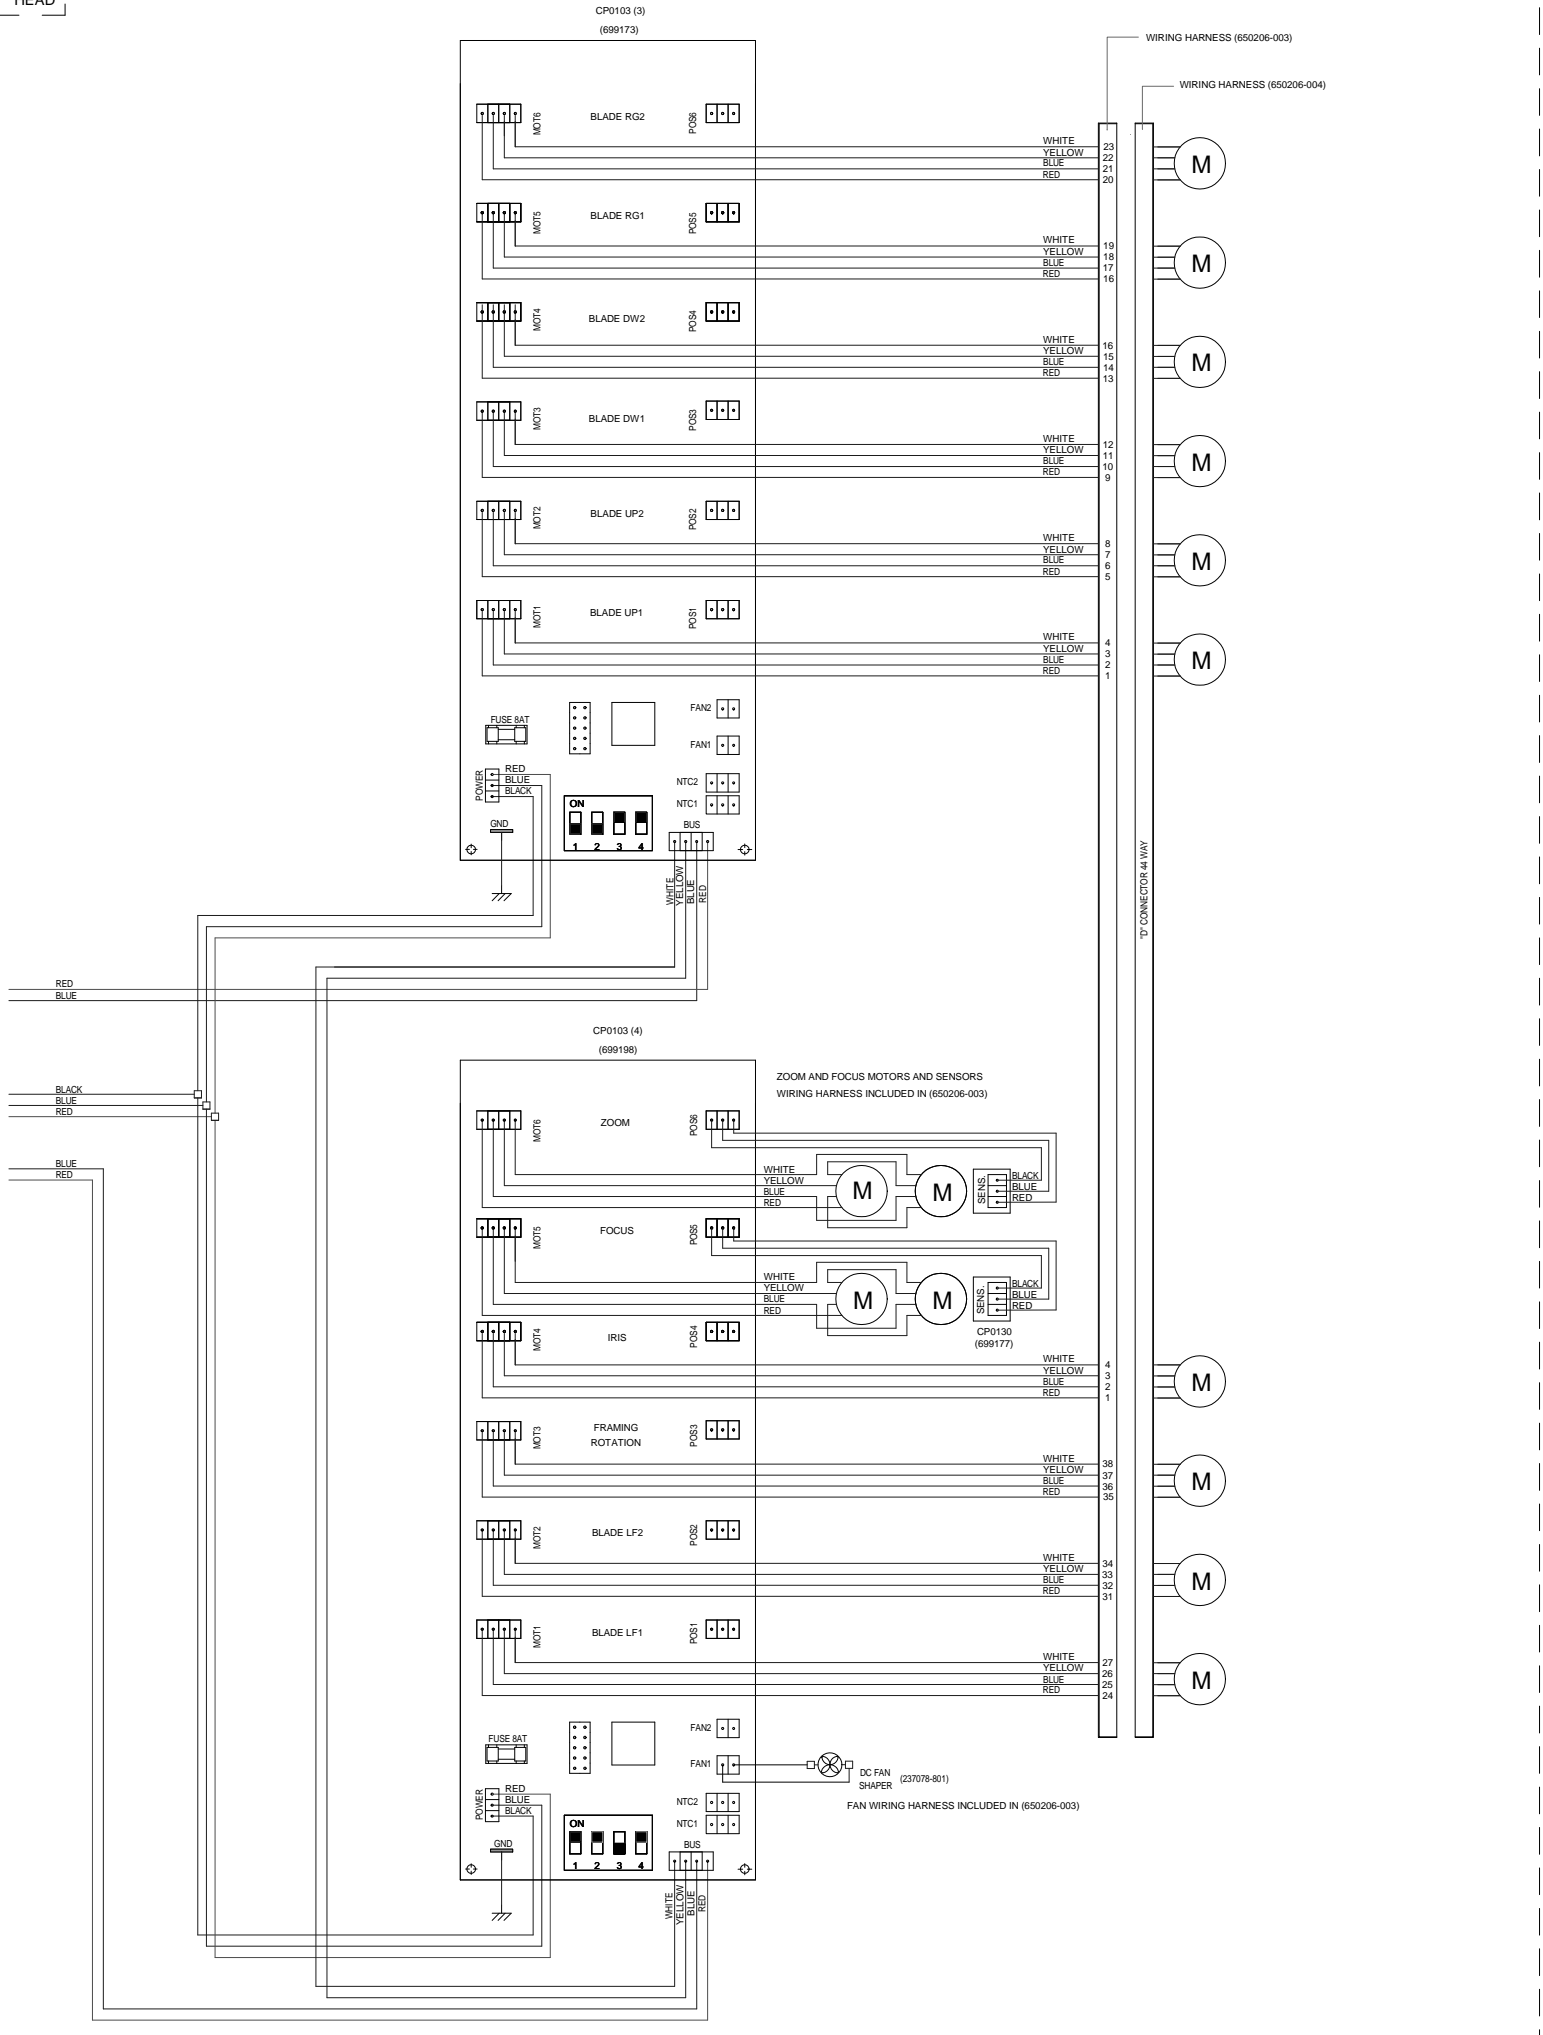 HEAD
CP0103 (3)
(699173)
WIRING HARNESS (650206-003)
WIRING HARNESS (650206-004)
MOT6
BLADE RG2
POS6
WHITE 23
YELLOW 22
BLUE 21
RED 20
M
MOT5
BLADE RG1
POS5
WHITE 19
YELLOW 18
BLUE 17
RED 16
M
MOT4
BLADE DW2
POS4
WHITE 16
YELLOW 15
BLUE 14
RED 13
M
MOT3
BLADE DW1
POS3
WHITE 12
YELLOW 11
BLUE 10
RED 9
M
MOT2
BLADE UP2
POS2
WHITE 8
YELLOW 7
BLUE 6
RED 5
M
MOT1
BLADE UP1
POS1
WHITE 4
YELLOW 3
BLUE 2
RED 1
M
FUSE 8AT
FAN2
FAN1
POWER
RED
BLUE
BLACK
NTC2
NTC1
ON
1 2 3 4
GND
BUS
WHITE
YELLOW
BLUE
RED
"D" CONNECTOR 44 WAY
RED
BLUE
CP0103 (4)
(699198)
BLACK
BLUE
RED
BLUE
RED
ZOOM AND FOCUS MOTORS AND SENSORS
WIRING HARNESS INCLUDED IN (650206-003)
MOT6
ZOOM
POS6
WHITE
YELLOW
BLUE
RED
M
M
SENS.
BLACK
BLUE
RED
MOT5
FOCUS
POS5
WHITE
YELLOW
BLUE
RED
M
M
SENS.
BLACK
BLUE
RED
CP0130
(699177)
MOT4
IRIS
POS4
WHITE 4
YELLOW 3
BLUE 2
RED 1
M
MOT3
FRAMING
ROTATION
POS3
WHITE 38
YELLOW 37
BLUE 36
RED 35
M
MOT2
BLADE LF2
POS2
WHITE 34
YELLOW 33
BLUE 32
RED 31
M
MOT1
BLADE LF1
POS1
WHITE 27
YELLOW 26
BLUE 25
RED 24
M
FUSE 8AT
FAN2
FAN1
DC FAN
SHAPER
(237078-801)
FAN WIRING HARNESS INCLUDED IN (650206-003)
POWER
RED
BLUE
BLACK
NTC2
NTC1
ON
1 2 3 4
GND
BUS
WHITE
YELLOW
BLUE
RED